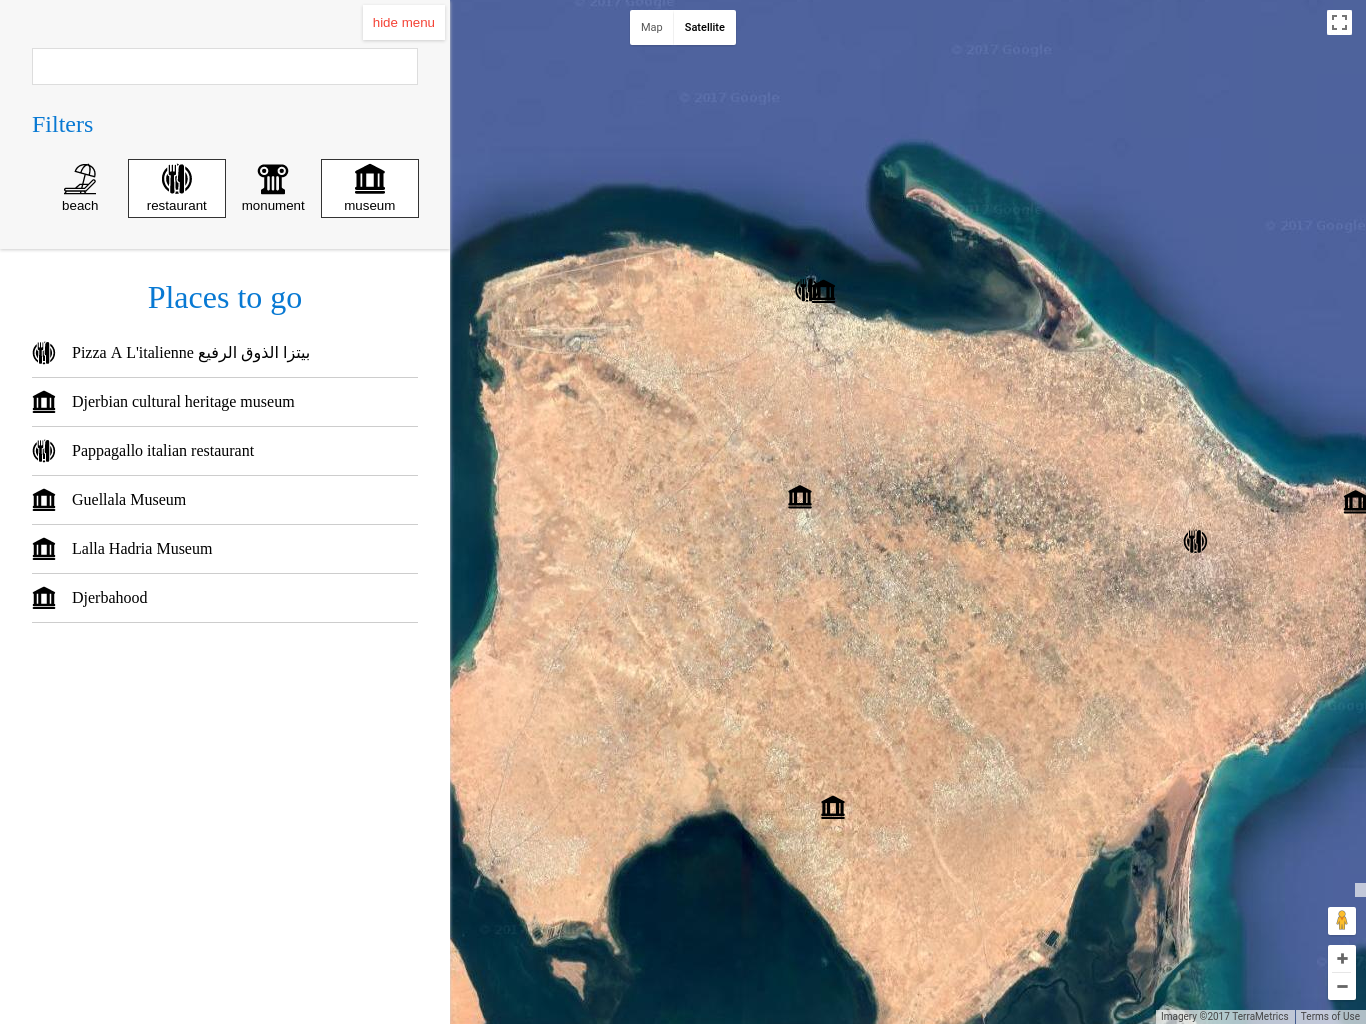 hide menu
Filters
beach
restaurant
monument
museum
Places to go
Pizza A L'italienne بيتزا الذوق الرفيع
Djerbian cultural heritage museum
Pappagallo italian restaurant
Guellala Museum
Lalla Hadria Museum
Djerbahood
Map
Satellite
© 2017 Google
© 2017 Google
© 2017 Google
2017 Google
© 2017 Google
Imagery ©2017 TerraMetrics
Terms of Use